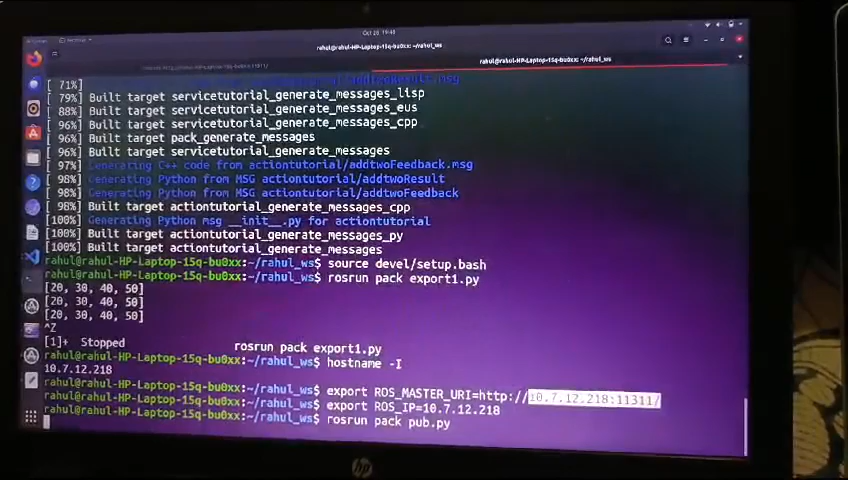 Oct 20 19:48
rahul@rahul-HP-Laptop-15q-bu0xx: ~/rahul_ws
rahul@rahul-HP-Laptop-15q-bu0xx: ~/rahul_ws
[ 71%]
[ 79%] Built target servicetutorial_generate_messages_lisp
[ 88%] Built target servicetutorial_generate_messages_eus
[ 96%] Built target servicetutorial_generate_messages_cpp
[ 96%] Built target pack_generate_messages
[ 96%] Built target servicetutorial_generate_messages
[ 97%] Generating C++ code from actiontutorial/addtwoFeedback.msg
[ 98%] Generating Python from MSG actiontutorial/addtwoResult
[ 98%] Generating Python from MSG actiontutorial/addtwoFeedback
[ 98%] Built target actiontutorial_generate_messages_cpp
[100%] Generating Python msg __init__.py for actiontutorial
[100%] Built target actiontutorial_generate_messages_py
[100%] Built target actiontutorial_generate_messages
rahul@rahul-HP-Laptop-15q-bu0xx:~/rahul_ws$ source devel/setup.bash
rahul@rahul-HP-Laptop-15q-bu0xx:~/rahul_ws$ rosrun pack export1.py
[20, 30, 40, 50]
[20, 30, 40, 50]
[20, 30, 40, 50]
^Z
[1]+ Stopped rosrun pack export1.py
rahul@rahul-HP-Laptop-15q-bu0xx:~/rahul_ws$ hostname -I
10.7.12.218
rahul@rahul-HP-Laptop-15q-bu0xx:~/rahul_ws$ export ROS_MASTER_URI=http://10.7.12.218:11311/
rahul@rahul-HP-Laptop-15q-bu0xx:~/rahul_ws$ export ROS_IP=10.7.12.218
rahul@rahul-HP-Laptop-15q-bu0xx:~/rahul_ws$ rosrun pack pub.py
hp